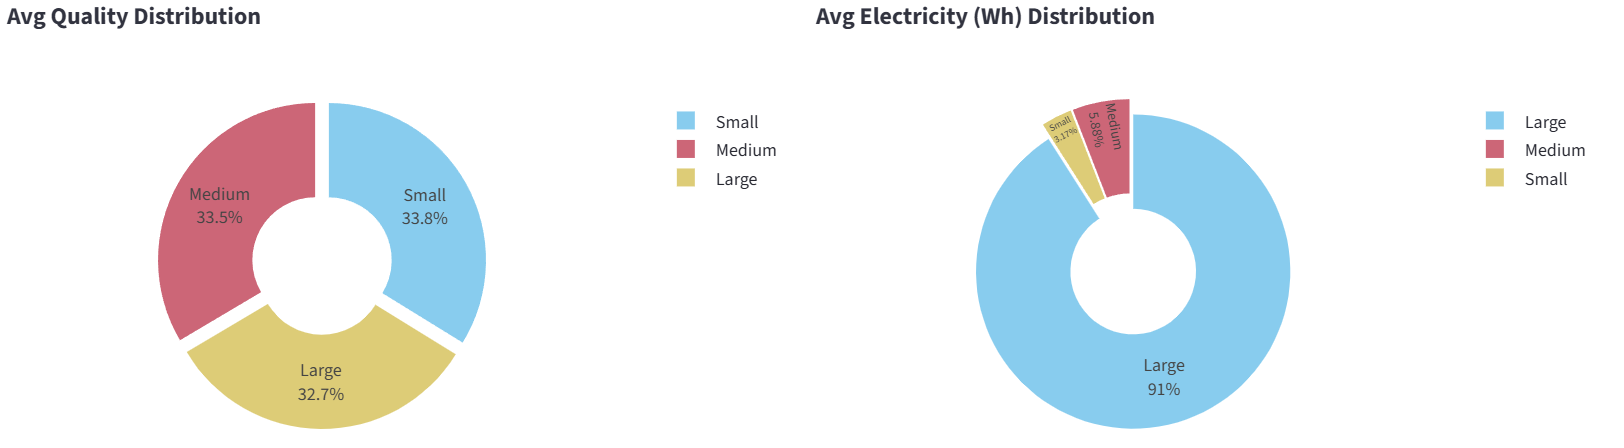 Avg Quality Distribution
Small
33.8%
Medium
33.5%
Large
32.7%
Small
Medium
Large
Avg Electricity (Wh) Distribution
Small
3.17%
Medium
5.88%
Large
91%
Large
Medium
Small